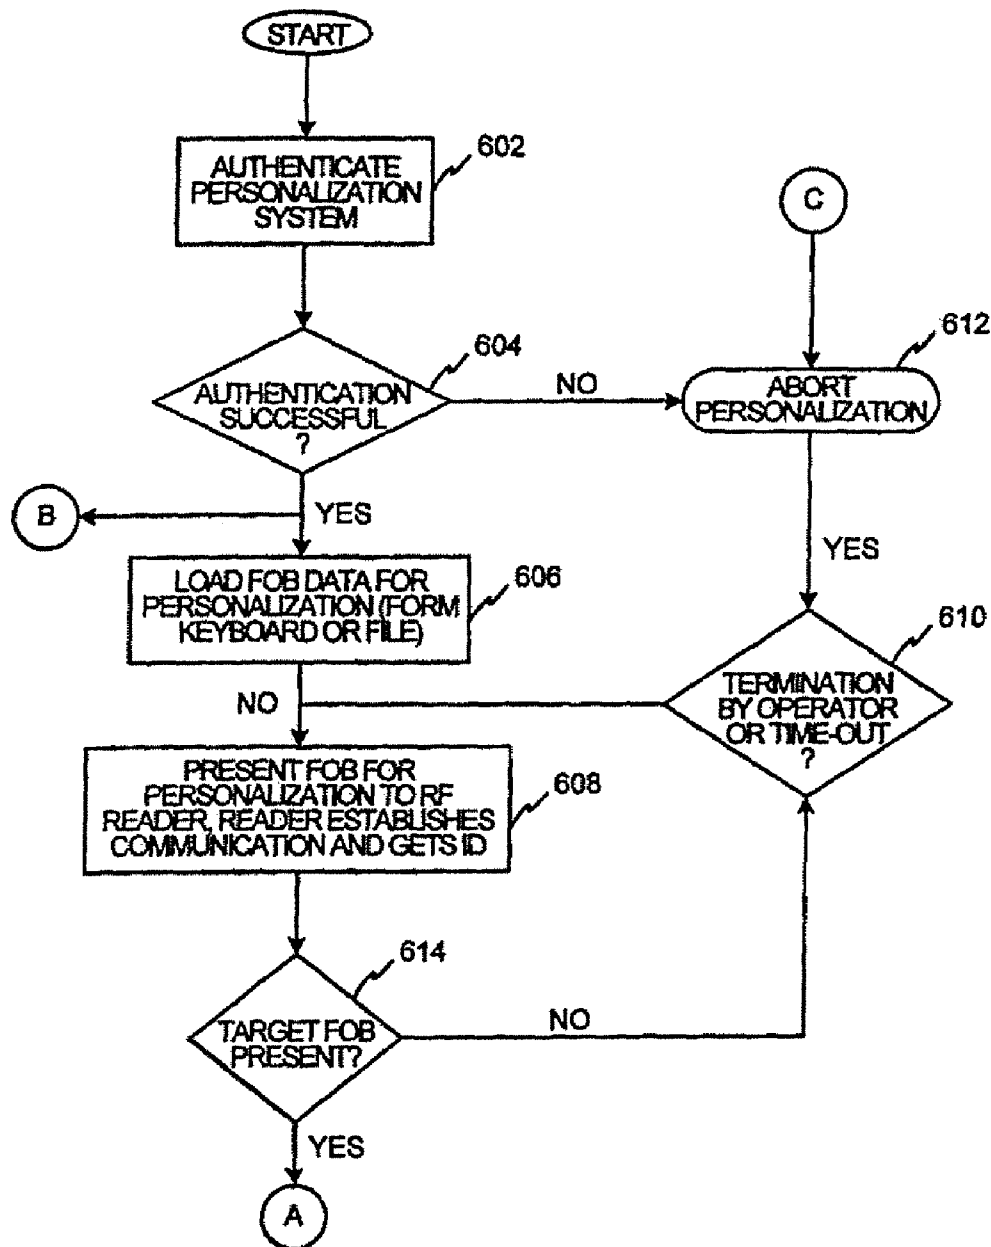 START
602
AUTHENTICATE
PERSONALIZATION
SYSTEM
C
604
612
AUTHENTICATION
SUCCESSFUL
?
NO
ABORT
PERSONALIZATION
B
YES
YES
606
LOAD FOB DATA FOR
PERSONALIZATION (FORM
KEYBOARD OR FILE)
610
NO
TERMINATION
BY OPERATOR
OR TIME-OUT
?
608
PRESENT FOB FOR
PERSONALIZATION TO RF
READER, READER ESTABLISHES
COMMUNICATION AND GETS ID
614
TARGET FOB
PRESENT?
NO
YES
A